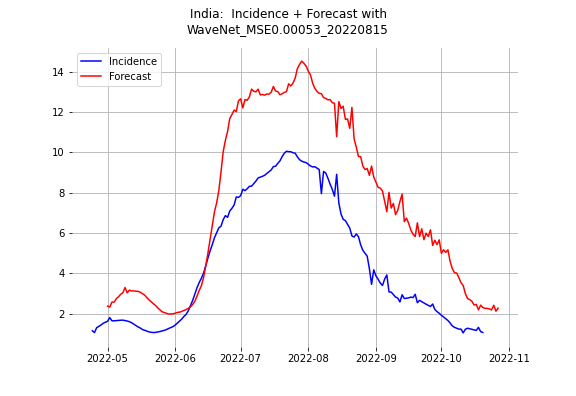 India:  Incidence + Forecast with
WaveNet_MSE0.00053_20220815
Incidence
Forecast
14
12
10
8
6
4
2
2022-05 2022-06 2022-07 2022-08 2022-09 2022-10 2022-11